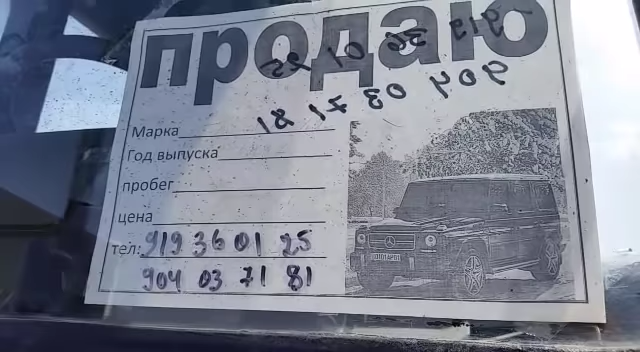 продаю
Марка
Год выпуска
пробег
цена
тел: 919 36 01 25
904 03 71 81